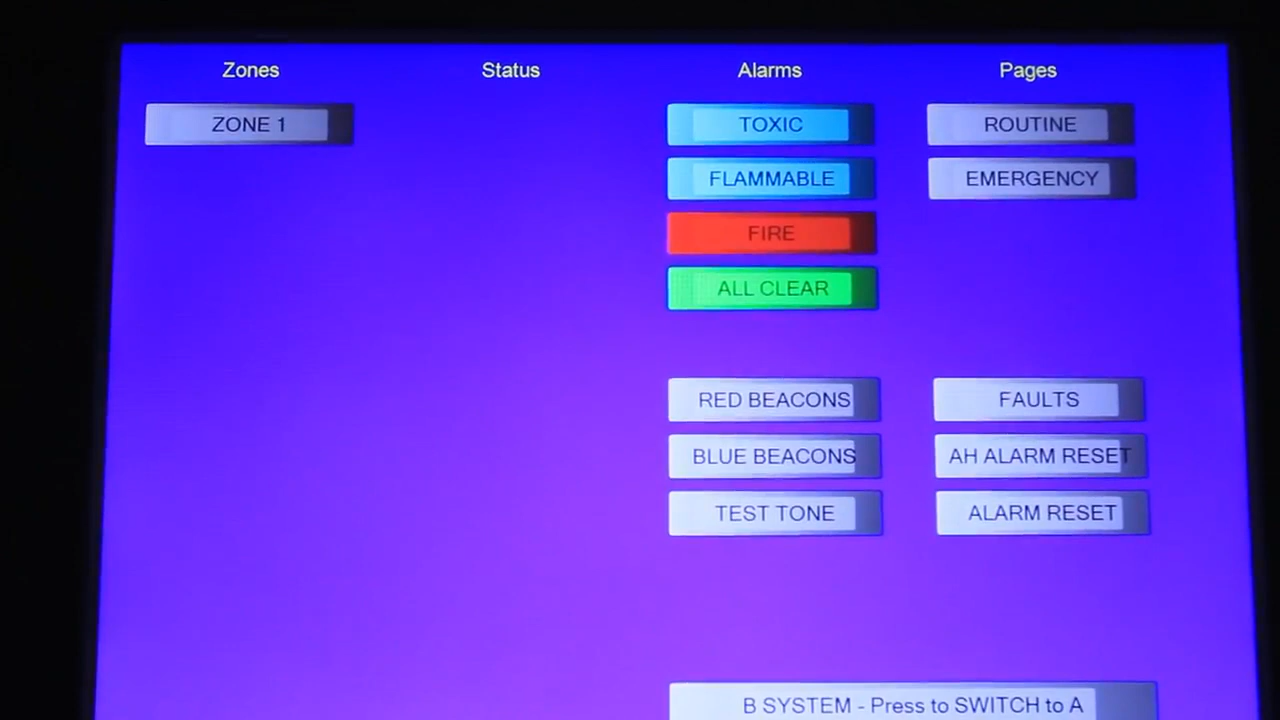 Zones Status Alarms Pages
ZONE 1 TOXIC ROUTINE
FLAMMABLE EMERGENCY
FIRE
ALL CLEAR
RED BEACONS FAULTS
BLUE BEACONS AH ALARM RESET
TEST TONE ALARM RESET
B SYSTEM - Press to SWITCH to A